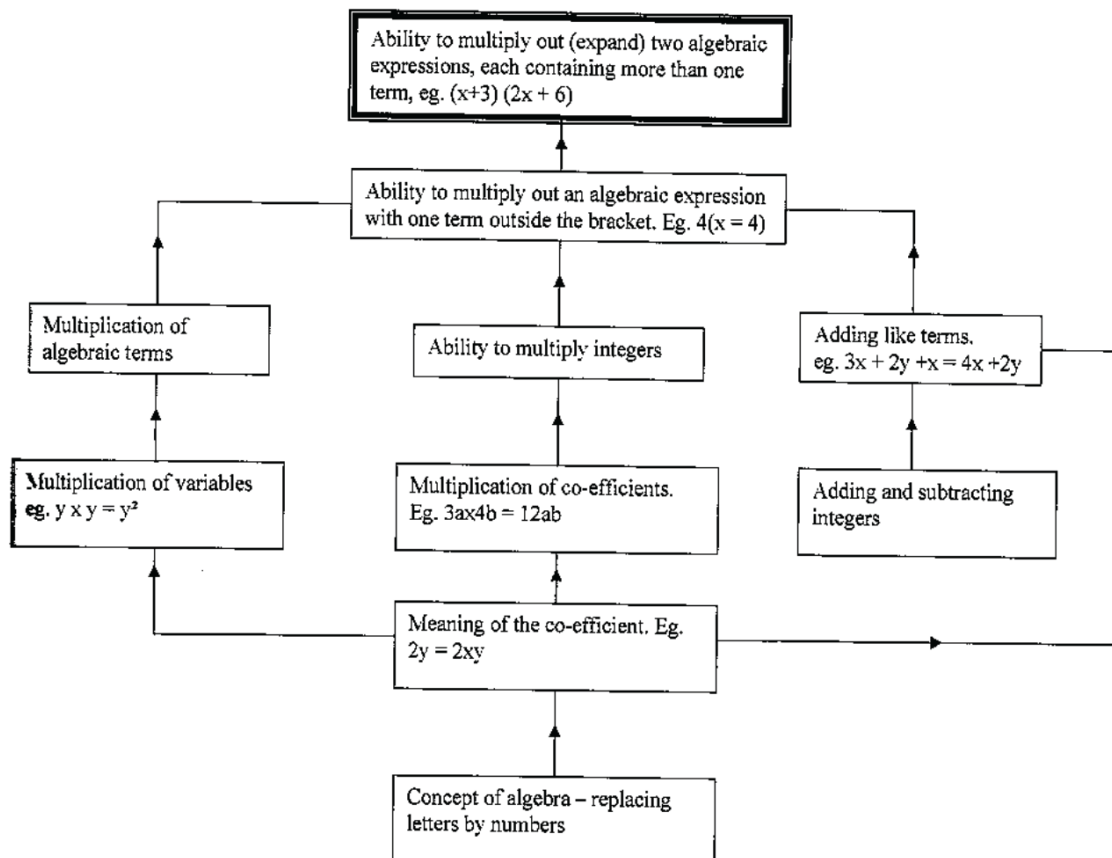 Ability to multiply out (expand) two algebraic
expressions, each containing more than one
term, eg. (x+3) (2x + 6)
Ability to multiply out an algebraic expression
with one term outside the bracket. Eg. 4(x = 4)
Multiplication of
algebraic terms
Ability to multiply integers
Adding like terms.
eg. 3x + 2y +x = 4x +2y
Multiplication of variables
eg. y x y = y²
Multiplication of co-efficients.
Eg. 3ax4b = 12ab
Adding and subtracting
integers
Meaning of the co-efficient. Eg.
2y = 2xy
Concept of algebra – replacing
letters by numbers